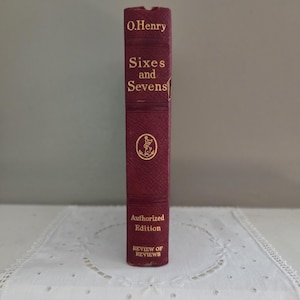 O.Henry
Sixes
and
Sevens
Authorized
Edition
REVIEW OF
REVIEWS